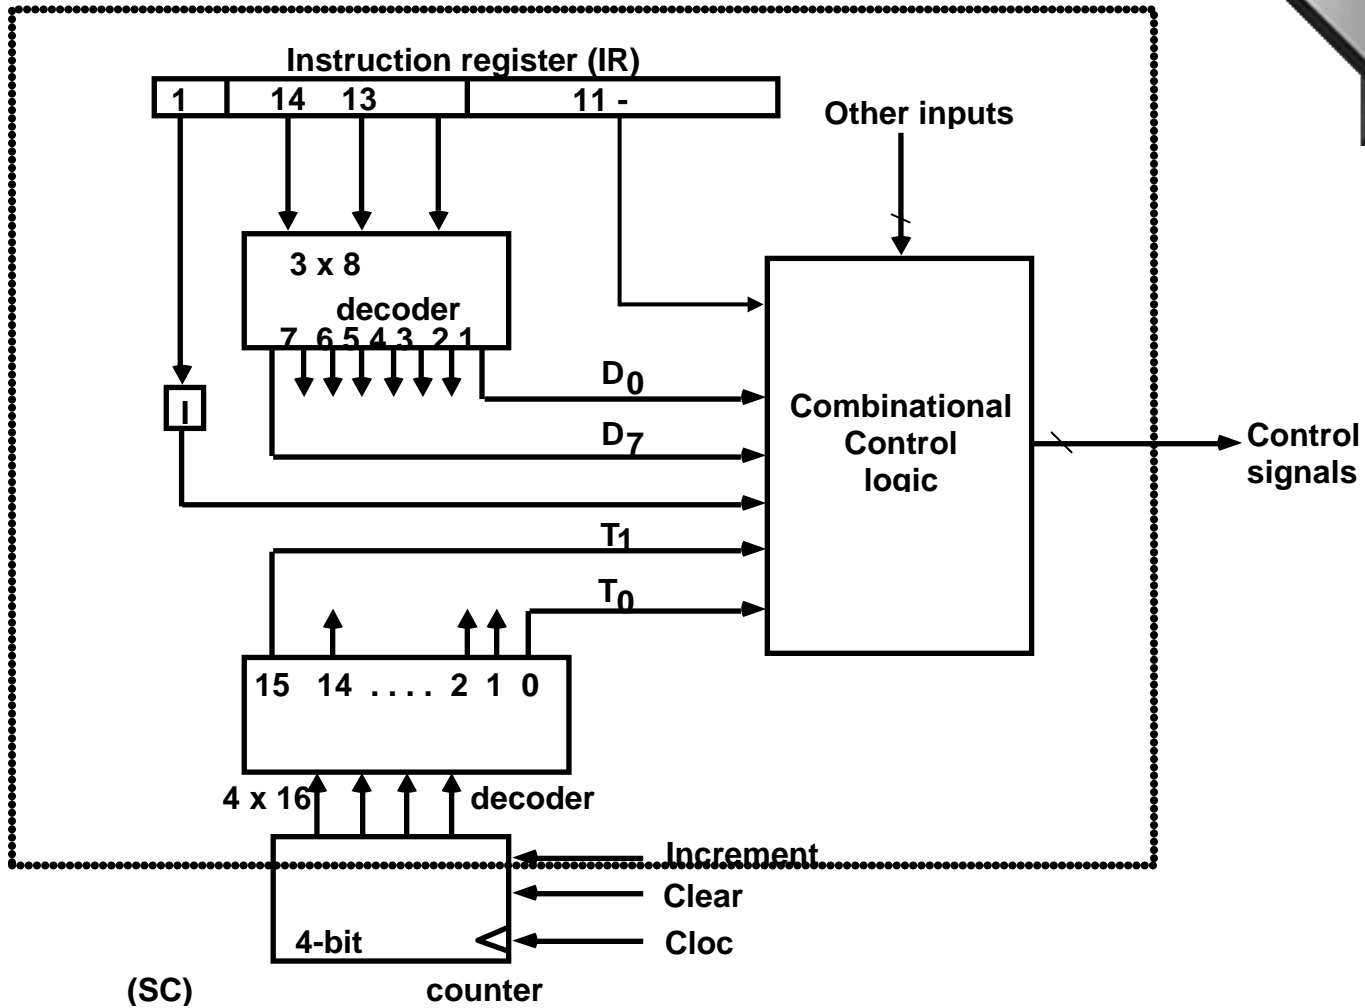 Instruction register (IR)
1 14 13 11 -
Other inputs
3 x 8
decoder
7 6 5 4 3 2 1
I
D0
D7
Combinational
Control
logic
Control
signals
T1
T0
15 14 . . . . 2 1 0
4 x 16 decoder
Increment
Clear
4-bit
Cloc
(SC) counter